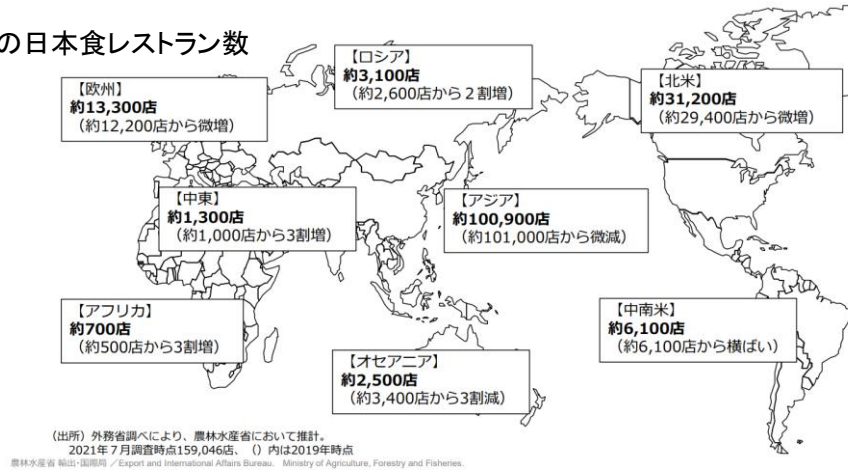 の日本食レストラン数
【ロシア】
約3,100店
（約2,600店から２割増）
【欧州】
約13,300店
（約12,200店から微増）
【北米】
約31,200店
（約29,400店から微増）
【中東】
約1,300店
（約1,000店から3割増）
【アジア】
約100,900店
（約101,000店から微減）
【アフリカ】
約700店
（約500店から3割増）
【中南米】
約6,100店
（約6,100店から横ばい）
【オセアニア】
約2,500店
（約3,400店から3割減）
（出所）外務省調べにより、農林水産省において推計。
2021年７月調査時点159,046店、（）内は2019年時点
農林水産省 輸出・国際局 ／Export and International Affairs Bureau. Ministry of Agriculture, Forestry and Fisheries.